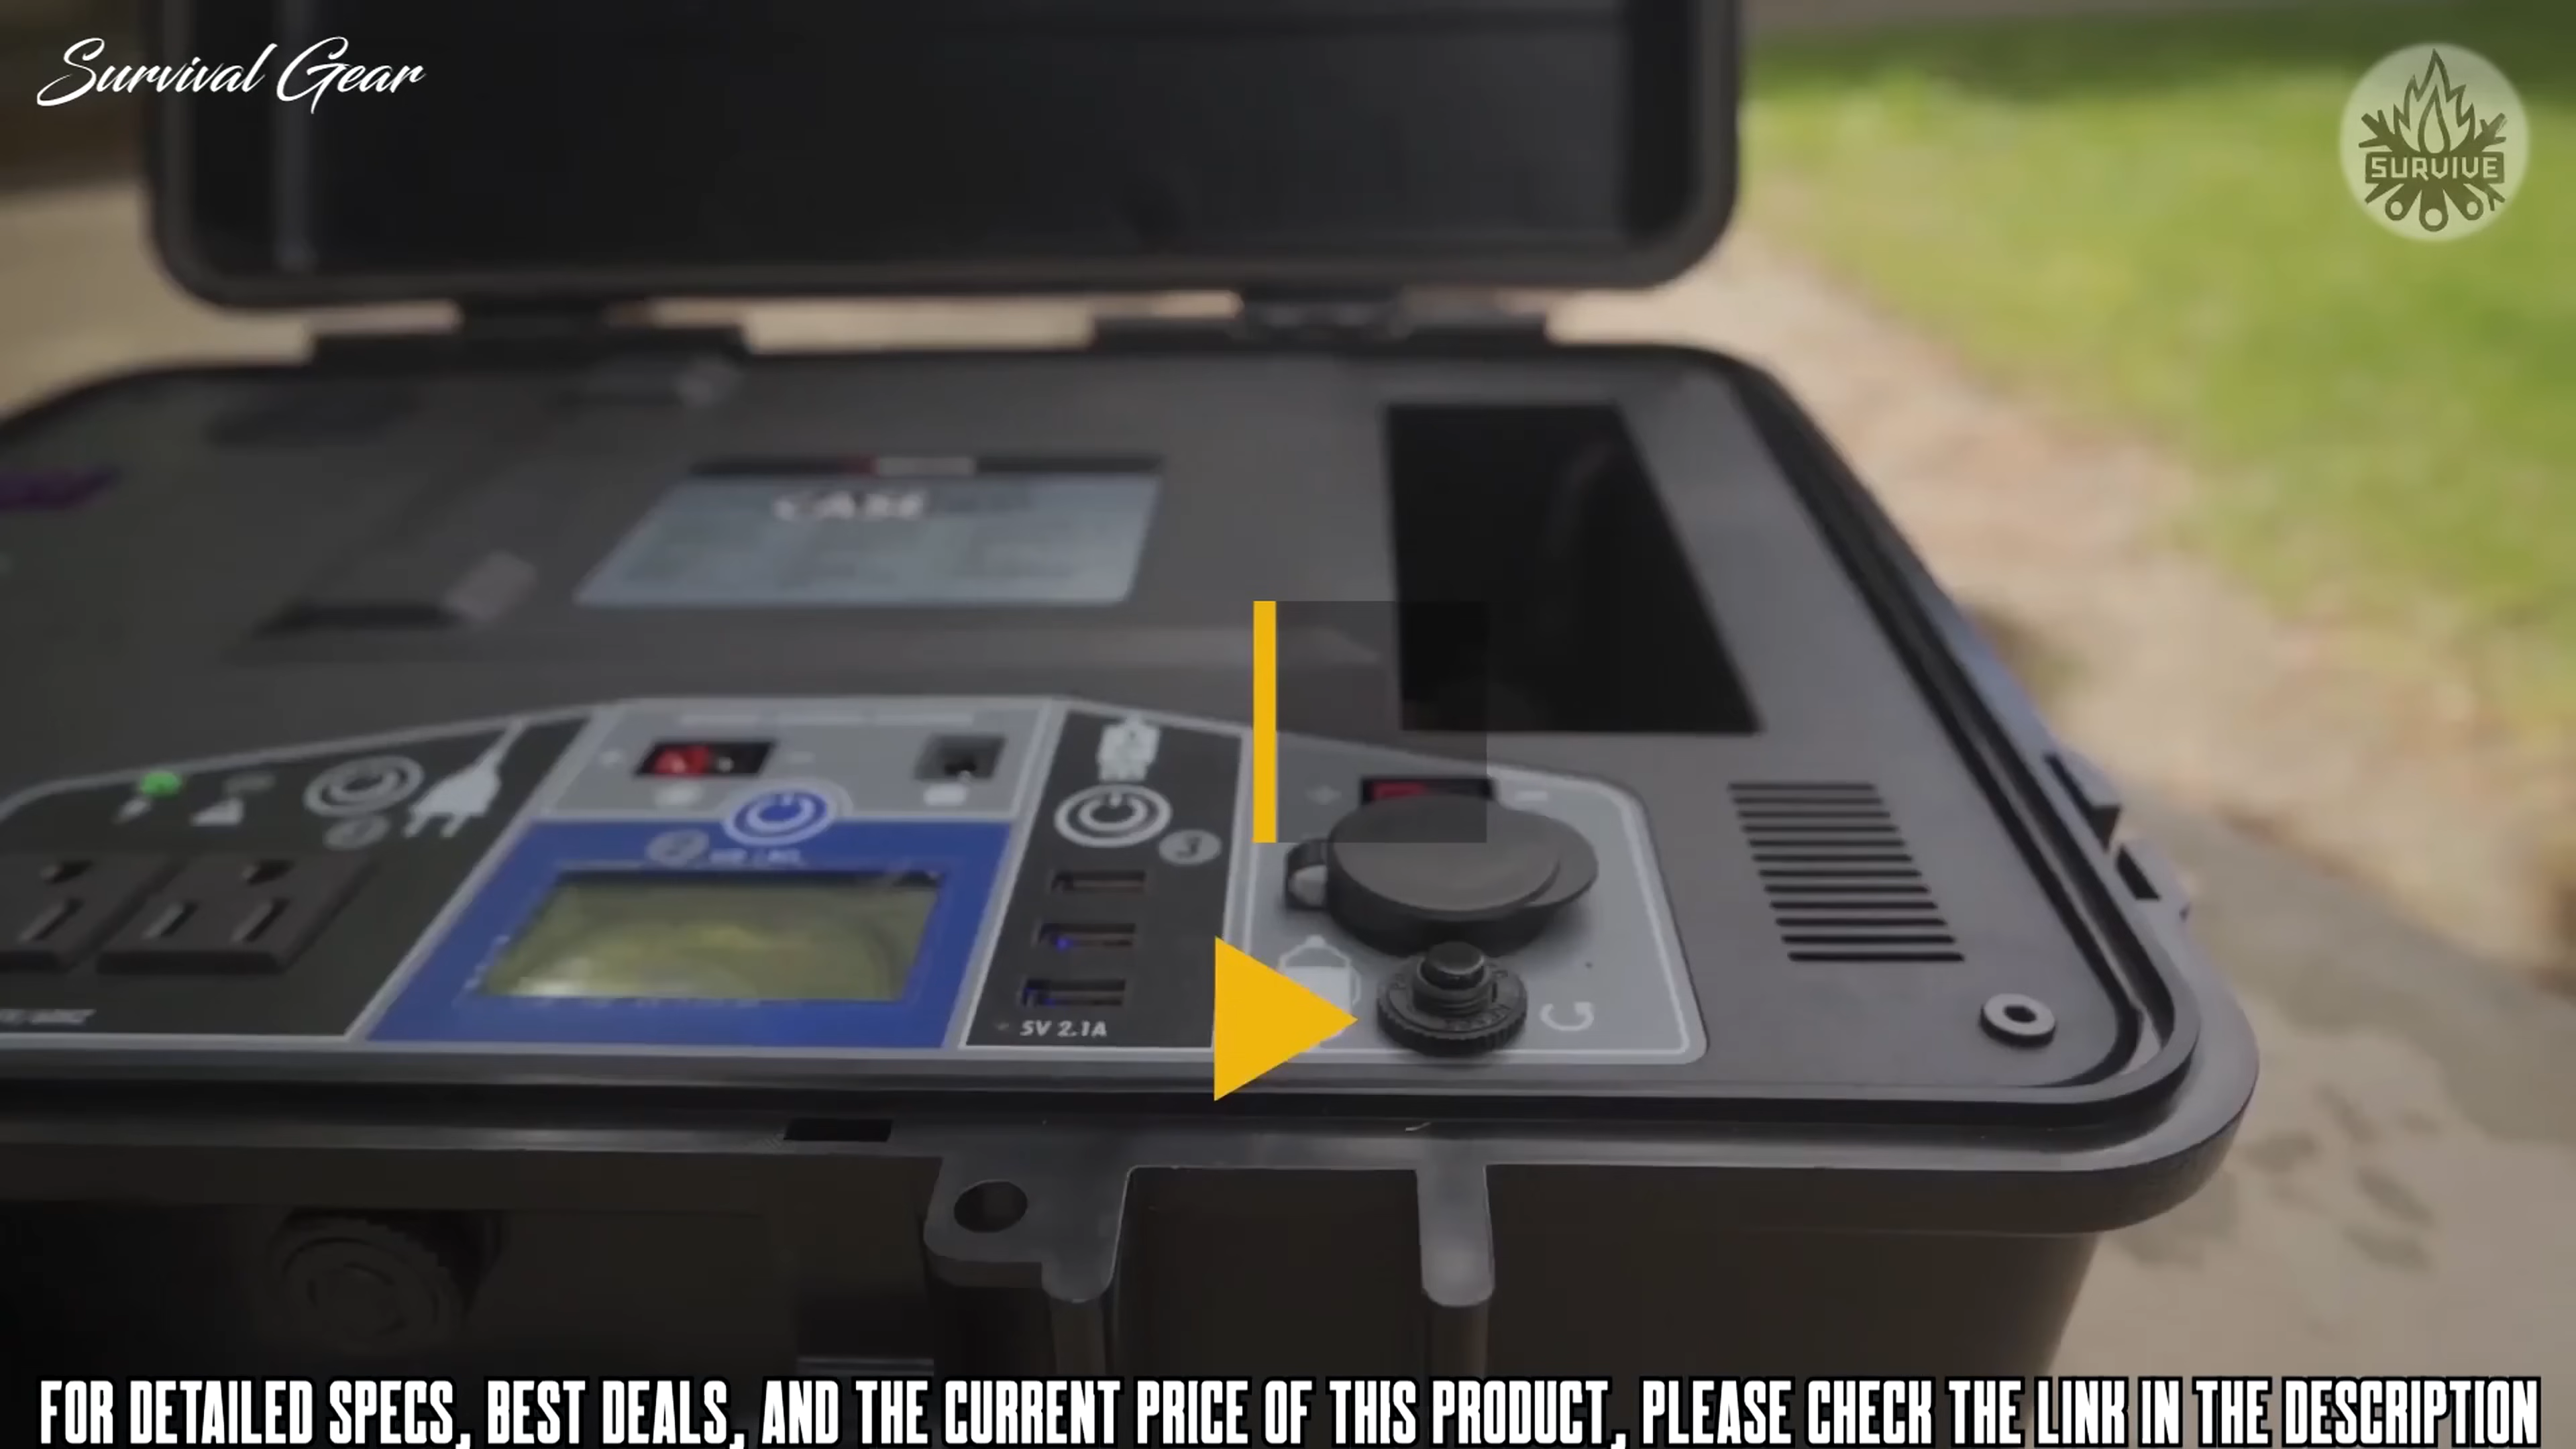 Survival Gear
SURVIVE
CASE
3
5V 2.1A
FOR DETAILED SPECS, BEST DEALS, AND THE CURRENT PRICE OF THIS PRODUCT, PLEASE CHECK THE LINK IN THE DESCRIPTION